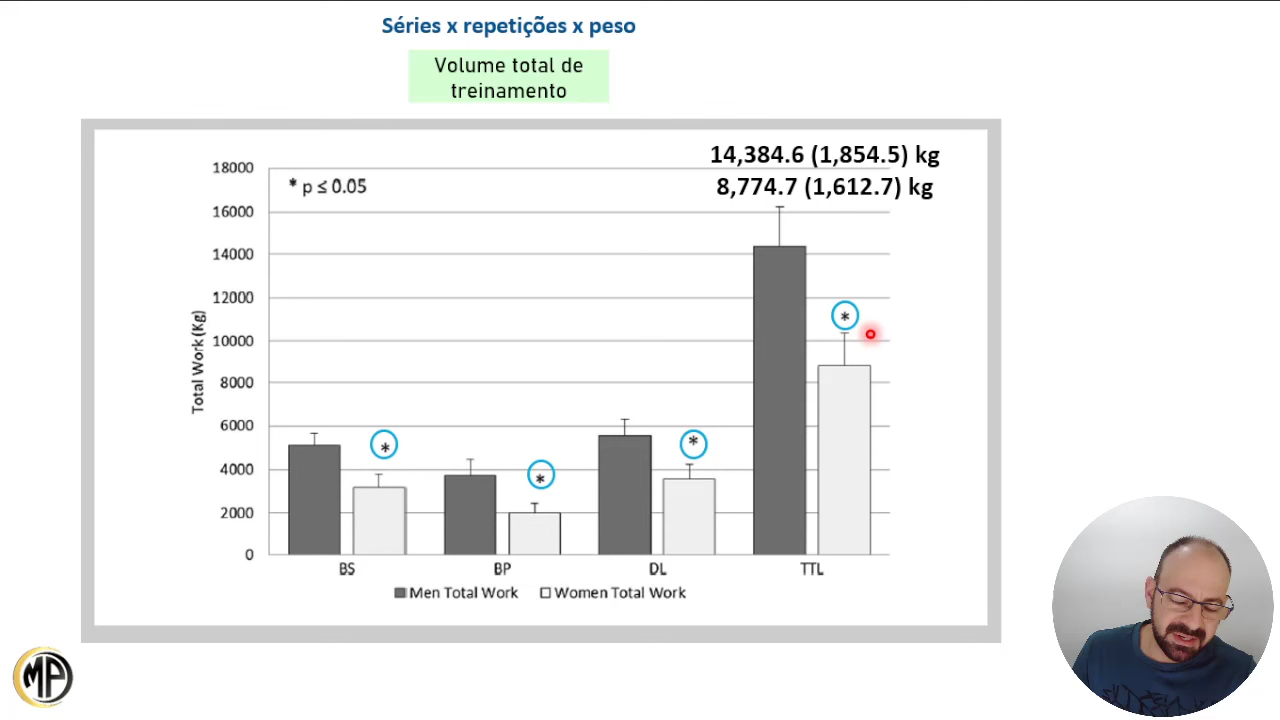 Séries x repetições x peso
Volume total de
treinamento
14,384.6 (1,854.5) kg
8,774.7 (1,612.7) kg
* p ≤ 0.05
18000
16000
14000
12000
10000
8000
6000
4000
2000
0
Total Work (Kg)
*
*
*
*
BS BP DL TTL
Men Total Work Women Total Work
MP